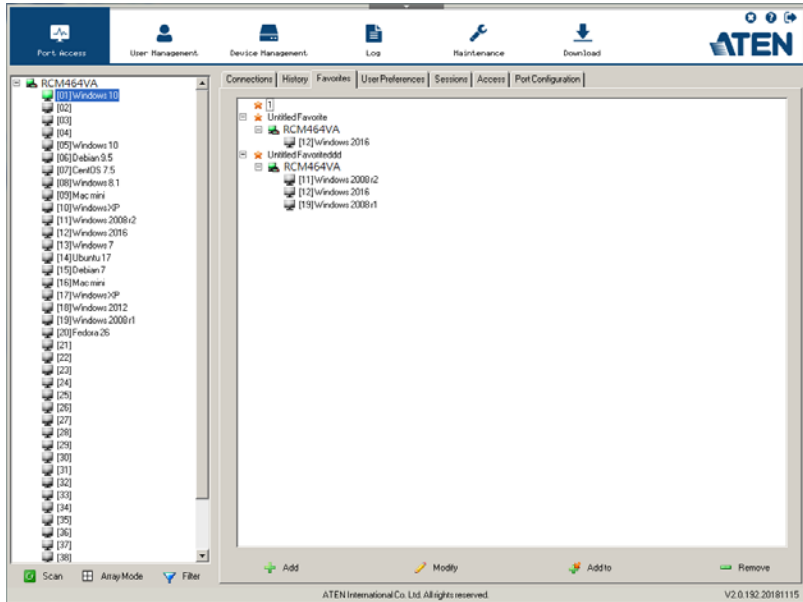 Port Access
User Management
Device Management
Log
Maintenance
Download
ATEN
RCM464VA
[01]Windows 10
[02]
[03]
[04]
[05]Windows 10
[06]Debian 9.5
[07]CentOS 7.5
[08]Windows 8.1
[09]Mac mini
[10]Windows XP
[11]Windows 2008 r2
[12]Windows 2016
[13]Windows 7
[14]Ubuntu 17
[15]Debian 7
[16]Mac mini
[17]Windows XP
[18]Windows 2012
[19]Windows 2008 r1
[20]Fedora 26
[21]
[22]
[23]
[24]
[25]
[26]
[27]
[28]
[29]
[30]
[31]
[32]
[33]
[34]
[35]
[36]
[37]
[38]
Scan
Array Mode
Filter
Connections
History
Favorites
User Preferences
Sessions
Access
Port Configuration
1
Untitled Favorite
RCM464VA
[12]Windows 2016
Untitled Favoriteddd
RCM464VA
[11]Windows 2008 r2
[12]Windows 2016
[19]Windows 2008 r1
Add
Modify
Add to
Remove
ATEN International Co. Ltd. All rights reserved.
V2.0.192.20181115